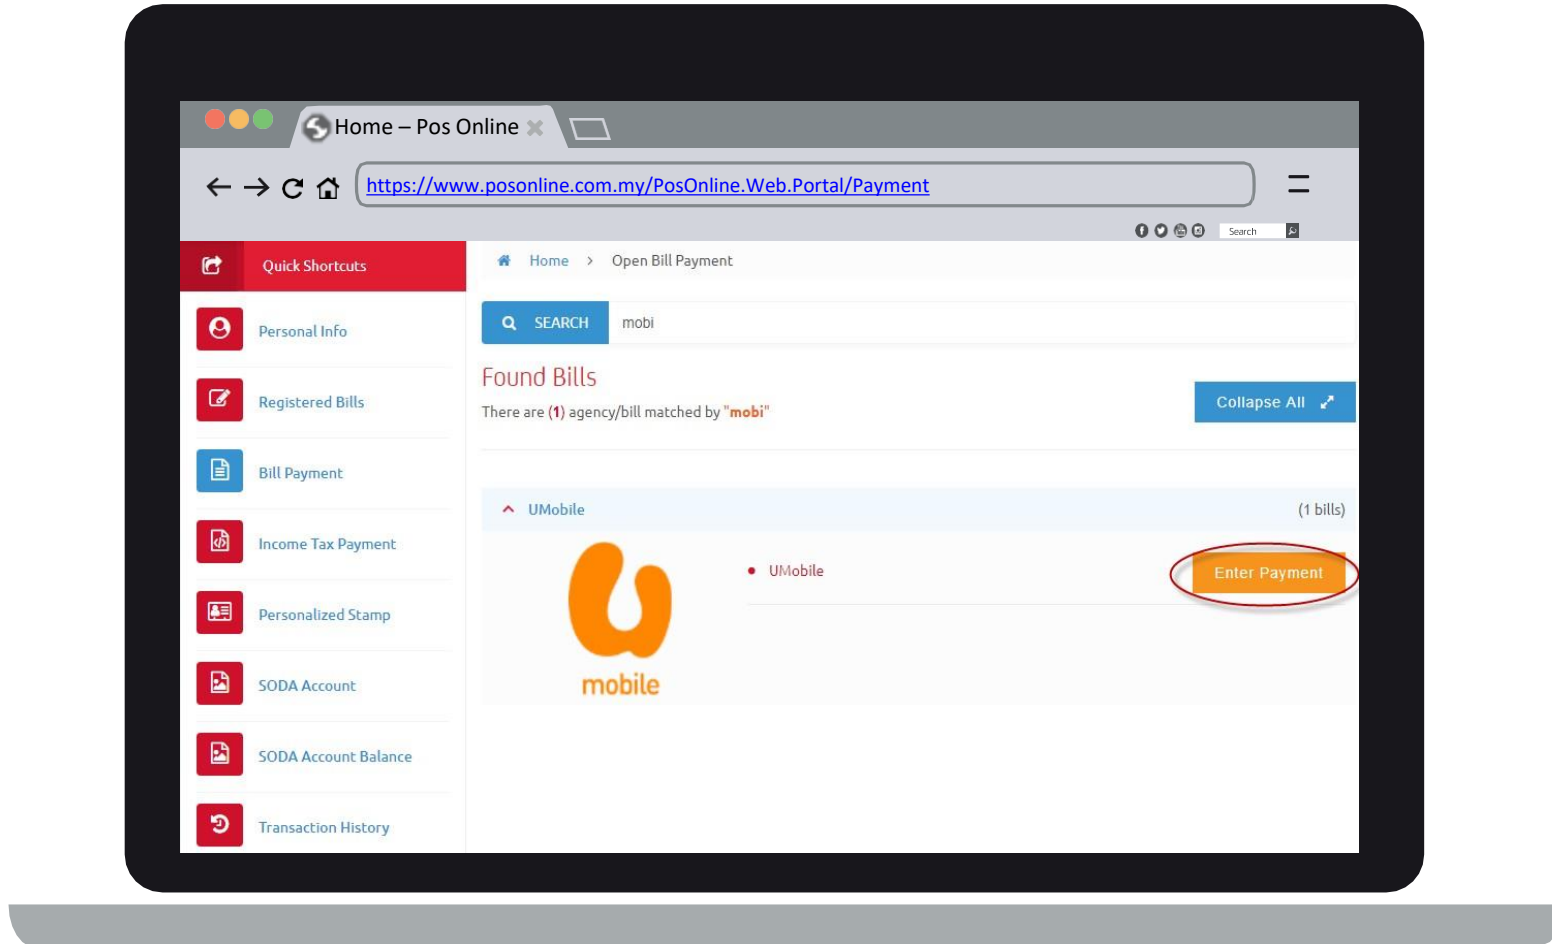 Home – Pos Online
https://www.posonline.com.my/PosOnline.Web.Portal/Payment
Search
Quick Shortcuts
Home > Open Bill Payment
Personal Info
SEARCH mobi
Registered Bills
Found Bills
There are (1) agency/bill matched by "mobi"
Collapse All
Bill Payment
UMobile (1 bills)
Income Tax Payment
UMobile
Enter Payment
Personalized Stamp
mobile
SODA Account
SODA Account Balance
Transaction History